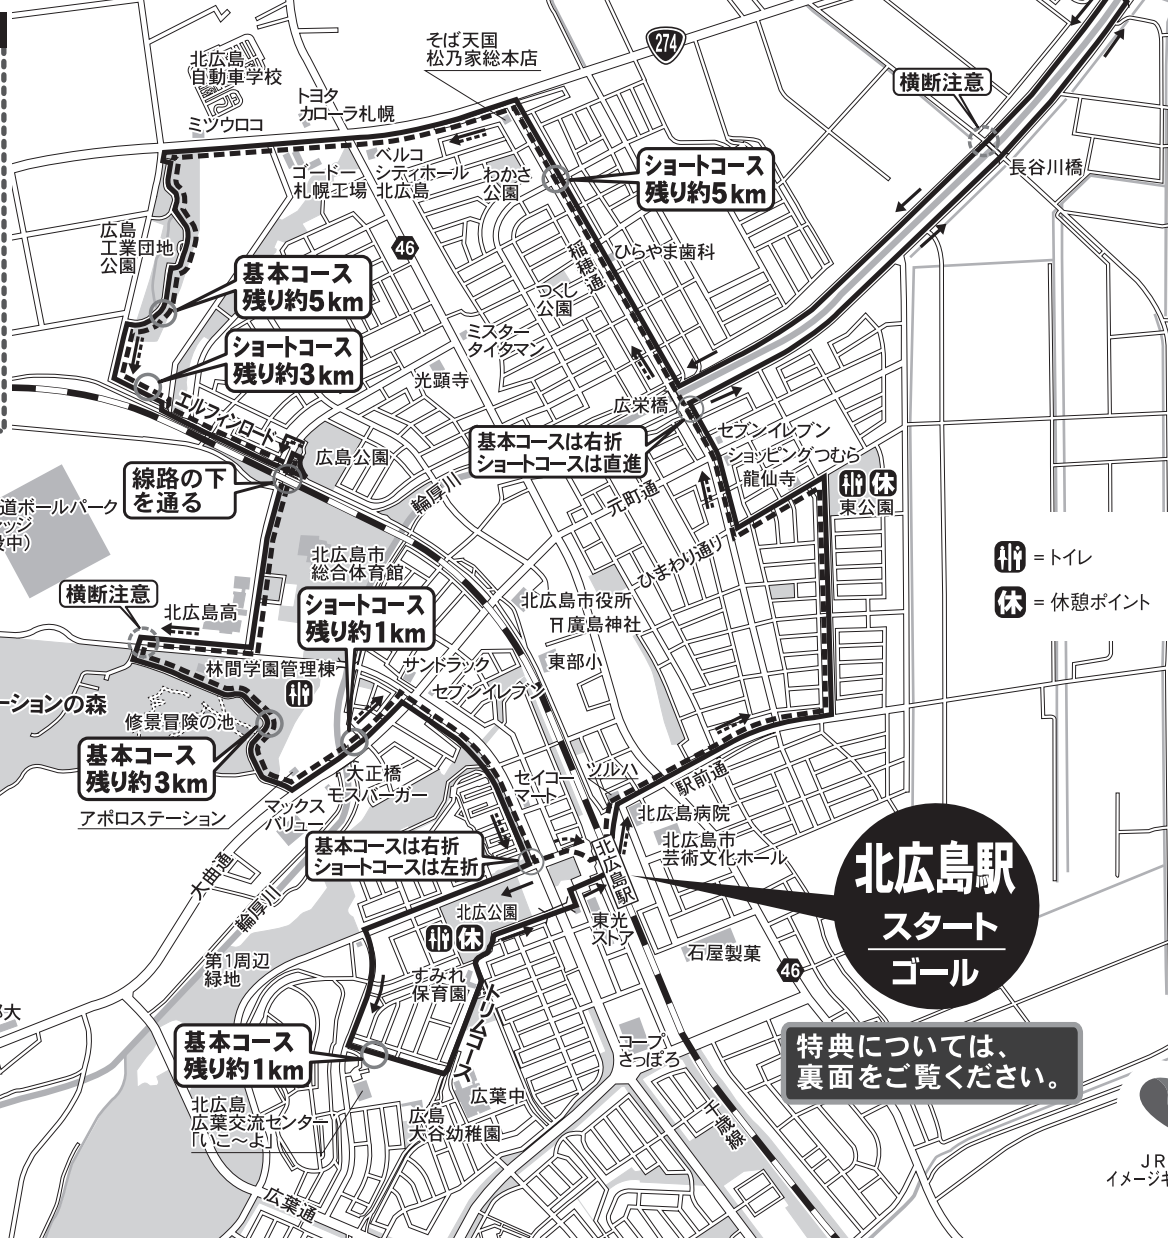 274
そば天国
松乃家総本店
北広島
自動車学校
トヨタ
カローラ札幌
ミツウロコ
横断注意
長谷川橋
ベルコ
シティホール
北広島
ゴードー
札幌工場
わかさ
公園
ショートコース
残り約5km
広島
工業団地
公園
46
稲穂通
ひらやま歯科
基本コース
残り約5km
つくし
公園
ミスター
タイタマン
ショートコース
残り約3km
光顕寺
広栄橋
エルフィンロード
基本コースは右折
ショートコースは直進
セブンイレブン
ショッピングつむら
龍仙寺
線路の下
を通る
広島公園
輪厚川
元町通
休
東公園
道ボールパーク
ッジ
中）
北広島市
総合体育館
ひまわり通り
= トイレ
休 = 休憩ポイント
横断注意
北広島高
ショートコース
残り約1km
北広島市役所
廣島神社
東部小
林間学園管理棟
サンドラック
セブンイレブン
ーションの森
修景冒険の池
基本コース
残り約3km
大正橋
モスバーガー
セイコー
マート
ツルハ
駅前通
アポロステーション
マックス
バリュー
北広島病院
北広島市
芸術文化ホール
基本コースは右折
ショートコースは左折
北広島駅
北広島駅
スタート
ゴール
大曲通
輪厚川
北広公園
休
東光
ストア
石屋製菓
46
第1周辺
緑地
すみれ
保育園
トリムコース
大
基本コース
残り約1km
コープ
さっぽろ
特典については、
裏面をご覧ください。
北広島
広葉交流センター
「いこ～よ」
広葉中
広島
大谷幼稚園
千歳線
広葉通
JR
イメージキ